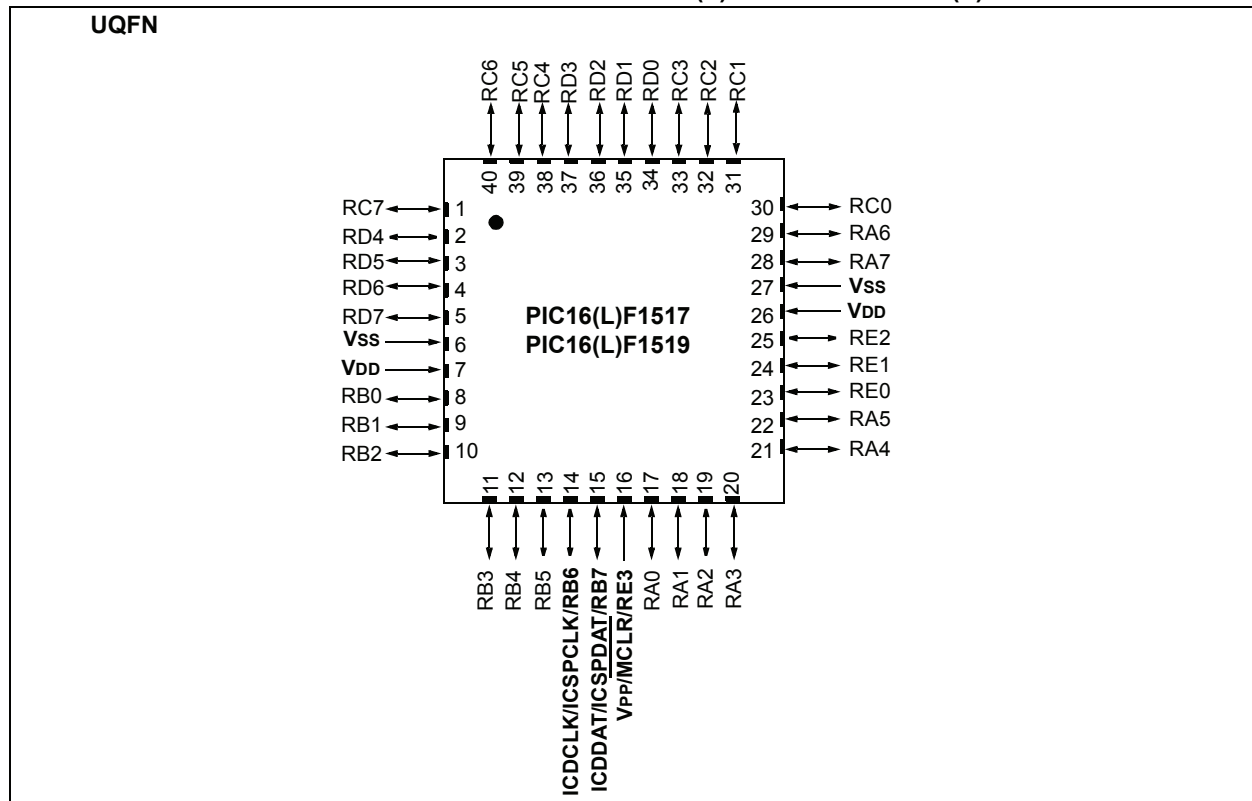 UQFN
RC6
RC5
RC4
RD3
RD2
RD1
RD0
RC3
RC2
RC1
40
39
38
37
36
35
34
33
32
31
RC7 1
RD4 2
RD5 3
RD6 4
RD7 5
VSS 6
VDD 7
RB0 8
RB1 9
RB2 10
PIC16(L)F1517
PIC16(L)F1519
30 RC0
29 RA6
28 RA7
27 VSS
26 VDD
25 RE2
24 RE1
23 RE0
22 RA5
21 RA4
11
12
13
14
15
16
17
18
19
20
RB3
RB4
RB5
ICDCLK/ICSPCLK/RB6
ICDDAT/ICSPDAT/RB7
VPP/MCLR/RE3
RA0
RA1
RA2
RA3